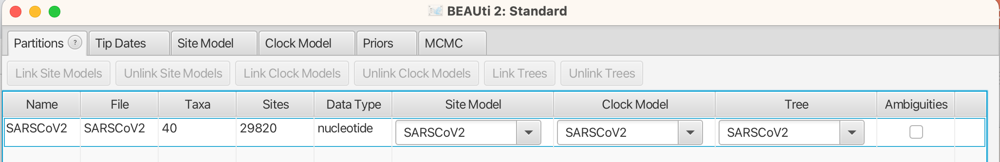 BEAUti 2: Standard
Partitions ? Tip Dates Site Model Clock Model Priors MCMC
Link Site Models Unlink Site Models Link Clock Models Unlink Clock Models Link Trees Unlink Trees
Name File Taxa Sites Data Type Site Model Clock Model Tree Ambiguities
SARSCoV2 SARSCoV2 40 29820 nucleotide SARSCoV2 SARSCoV2 SARSCoV2